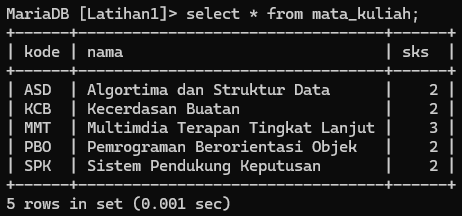 MariaDB [Latihan1]> select * from mata_kuliah;
+------+---------------------------------+-----+
| kode | nama                            | sks |
+------+---------------------------------+-----+
| ASD  | Algortima dan Struktur Data     |   2 |
| KCB  | Kecerdasan Buatan               |   2 |
| MMT  | Multimdia Terapan Tingkat Lanjut |   3 |
| PBO  | Pemrograman Berorientasi Objek  |   2 |
| SPK  | Sistem Pendukung Keputusan      |   2 |
+------+---------------------------------+-----+
5 rows in set (0.001 sec)